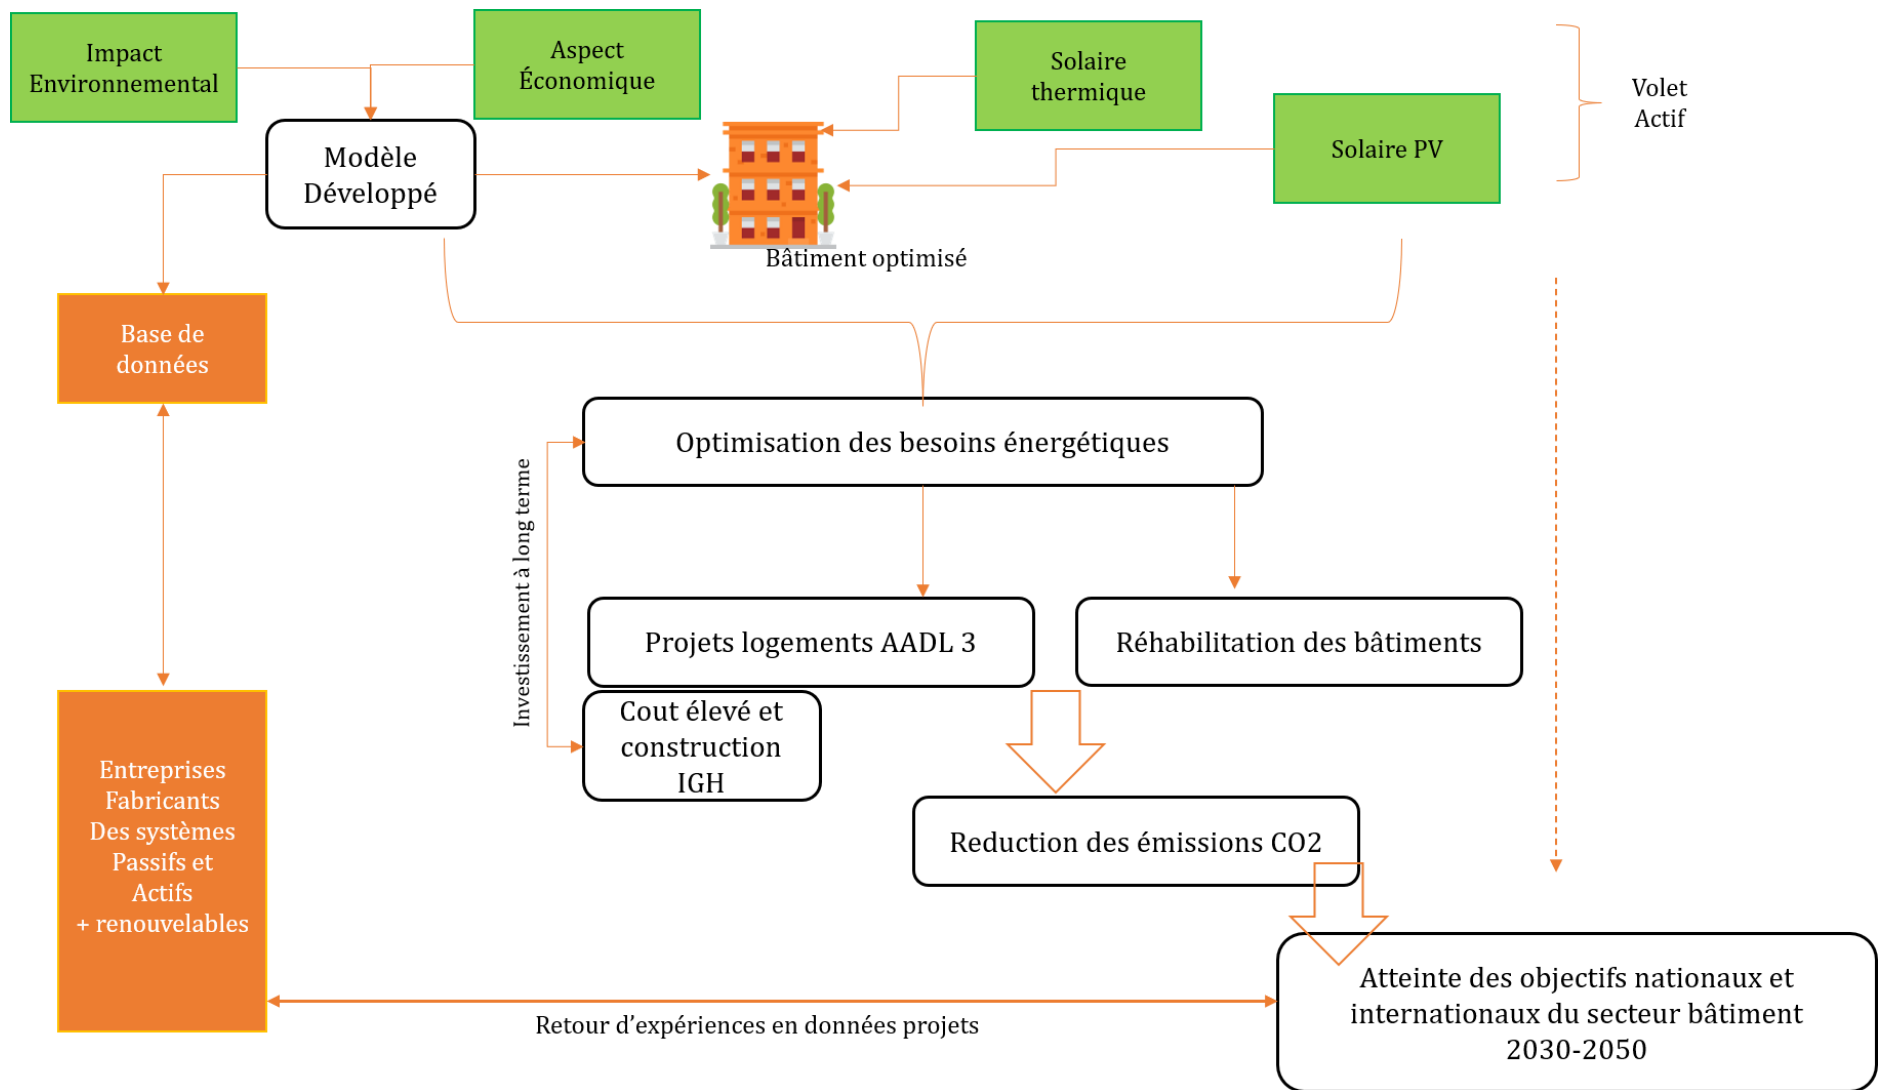 Impact
Environnemental
Aspect
Économique
Solaire
thermique
Volet
Actif
Solaire PV
Modèle
Développé
Bâtiment optimisé
Base de
données
Optimisation des besoins énergétiques
Investissement à long terme
Projets logements AADL 3
Réhabilitation des bâtiments
Cout élevé et
construction
IGH
Entreprises
Fabricants
Des systèmes
Passifs et
Actifs
+ renouvelables
Reduction des émissions CO2
Atteinte des objectifs nationaux et
internationaux du secteur bâtiment
2030-2050
Retour d’expériences en données projets